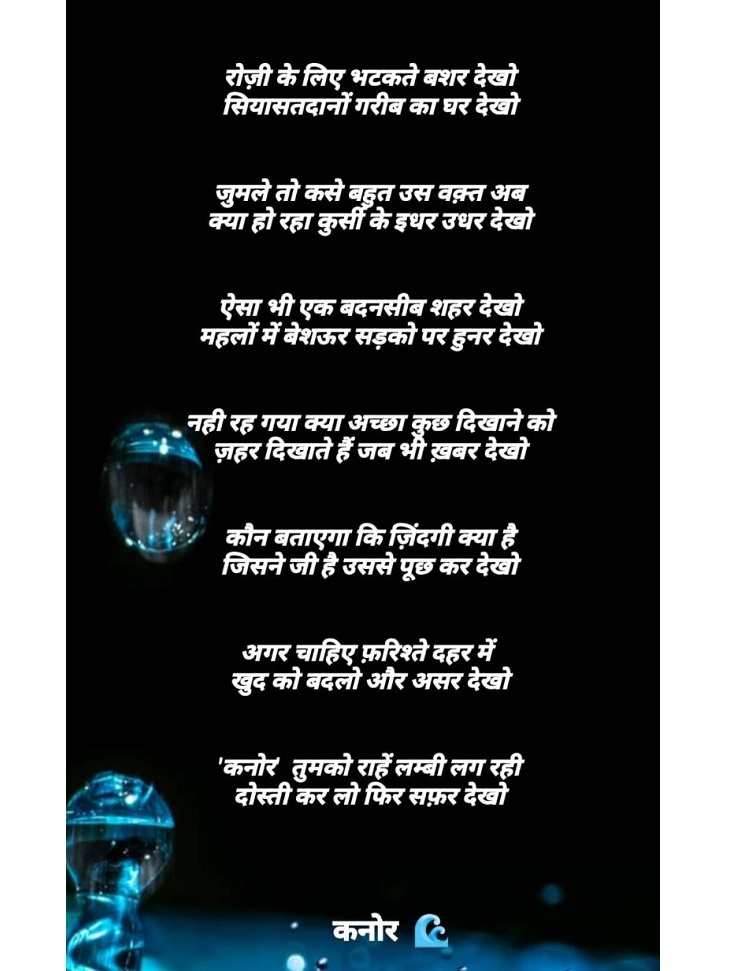 रोज़ी के लिए भटकते बशर देखो
सियासतदानों गरीब का घर देखो
जुमले तो कसे बहुत उस वक़्त अब
क्या हो रहा कुर्सी के इधर उधर देखो
ऐसा भी एक बदनसीब शहर देखो
महलों में बेशऊर सड़को पर हुनर देखो
नही रह गया क्या अच्छा कुछ दिखाने को
ज़हर दिखाते हैं जब भी ख़बर देखो
कौन बताएगा कि ज़िंदगी क्या है
जिसने जी है उससे पूछ कर देखो
अगर चाहिए फ़रिश्ते दहर में
खुद को बदलो और असर देखो
'कनोर' तुमको राहें लम्बी लग रही
दोस्ती कर लो फिर सफ़र देखो
कनोर 🌊